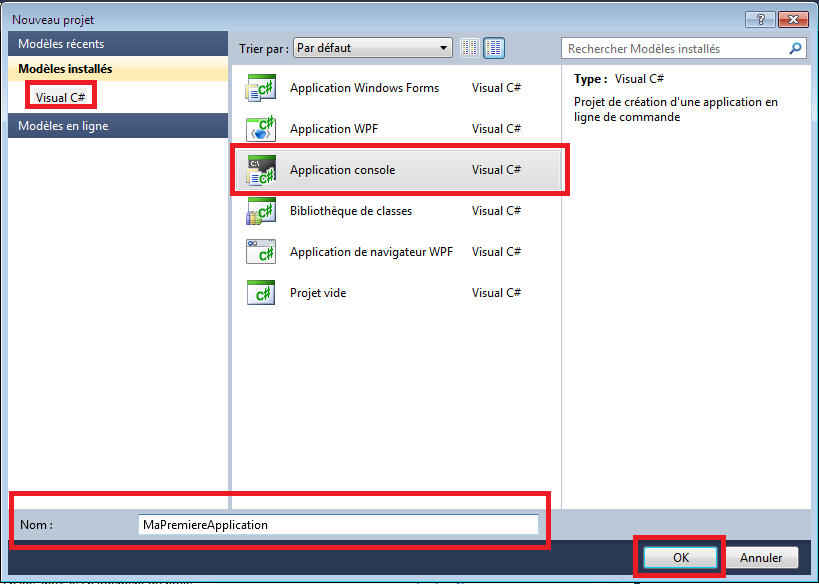 Nouveau projet
Modèles récents
Modèles installés
Visual C#
Modèles en ligne
Trier par : Par défaut
Rechercher Modèles installés
Application Windows Forms Visual C#
Application WPF Visual C#
Application console Visual C#
Bibliothèque de classes Visual C#
Application de navigateur WPF Visual C#
Projet vide Visual C#
Type : Visual C#
Projet de création d'une application en
ligne de commande
Nom : MaPremiereApplication
OK Annuler